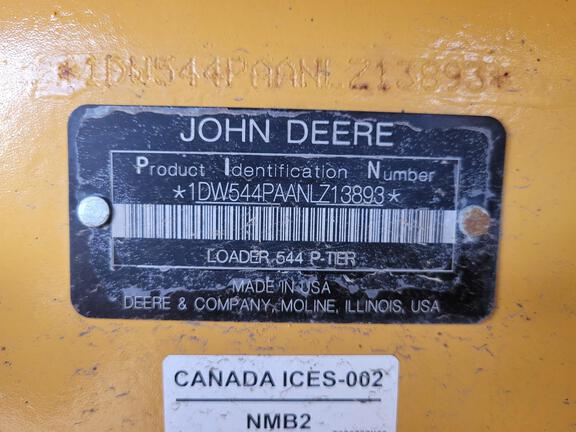 *1DW544PAANLZ13893*
JOHN DEERE
Product Identification Number
*1DW544PAANLZ13893*
LOADER 544 P-TIER
MADE IN USA
DEERE & COMPANY, MOLINE, ILLINOIS, USA
CANADA ICES-002
NMB2